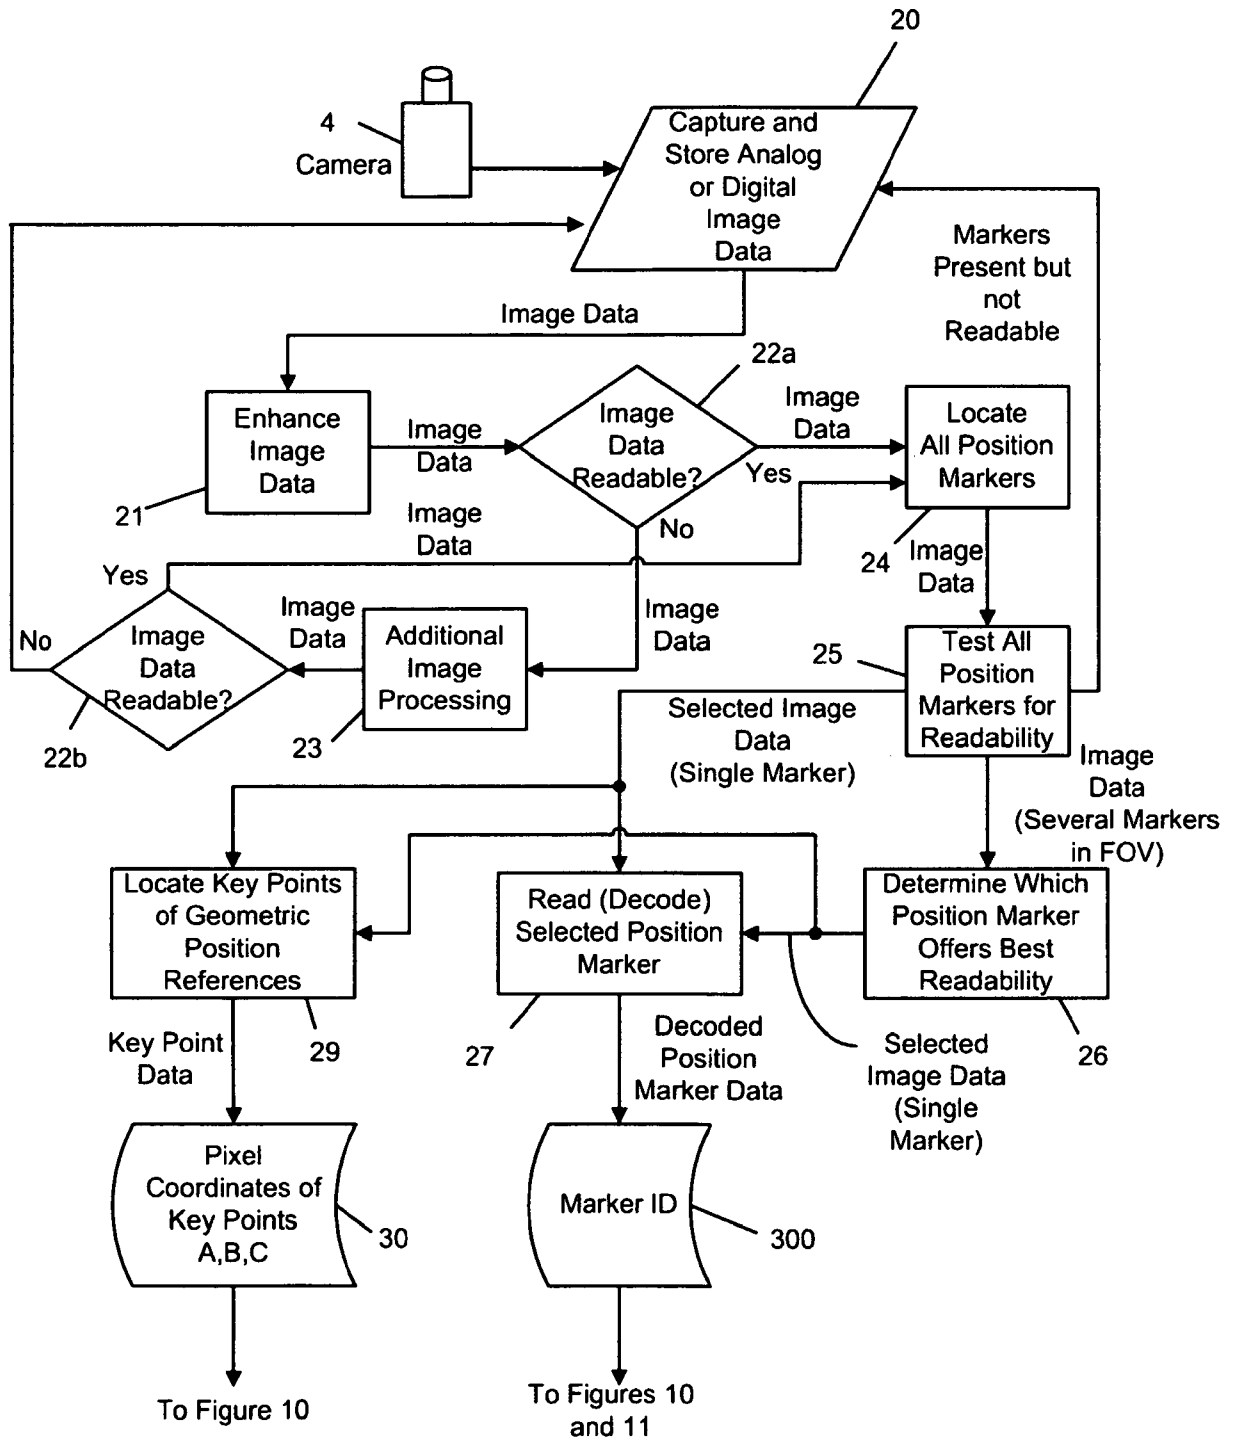 20
4
Camera
Capture and
Store Analog
or Digital
Image
Data
Markers
Present but
not
Readable
Image Data
22a
Enhance
Image
Data
21
Image
Data
Image
Data
Readable?
Image
Data
Yes
Locate
All Position
Markers
24
No
Image
Data
Yes
Image
Data
No
Image
Data
Readable?
22b
Image
Data
Additional
Image
Processing
23
Image
Data
25
Test All
Position
Markers for
Readability
Selected Image
Data
(Single Marker)
Image
Data
(Several Markers
in FOV)
Locate Key Points
of Geometric
Position
References
29
Read (Decode)
Selected Position
Marker
27
Determine Which
Position Marker
Offers Best
Readability
26
Key Point
Data
Decoded
Position
Marker Data
Selected
Image Data
(Single
Marker)
Pixel
Coordinates of
Key Points
A,B,C
30
Marker ID
300
To Figure 10
To Figures 10
and 11